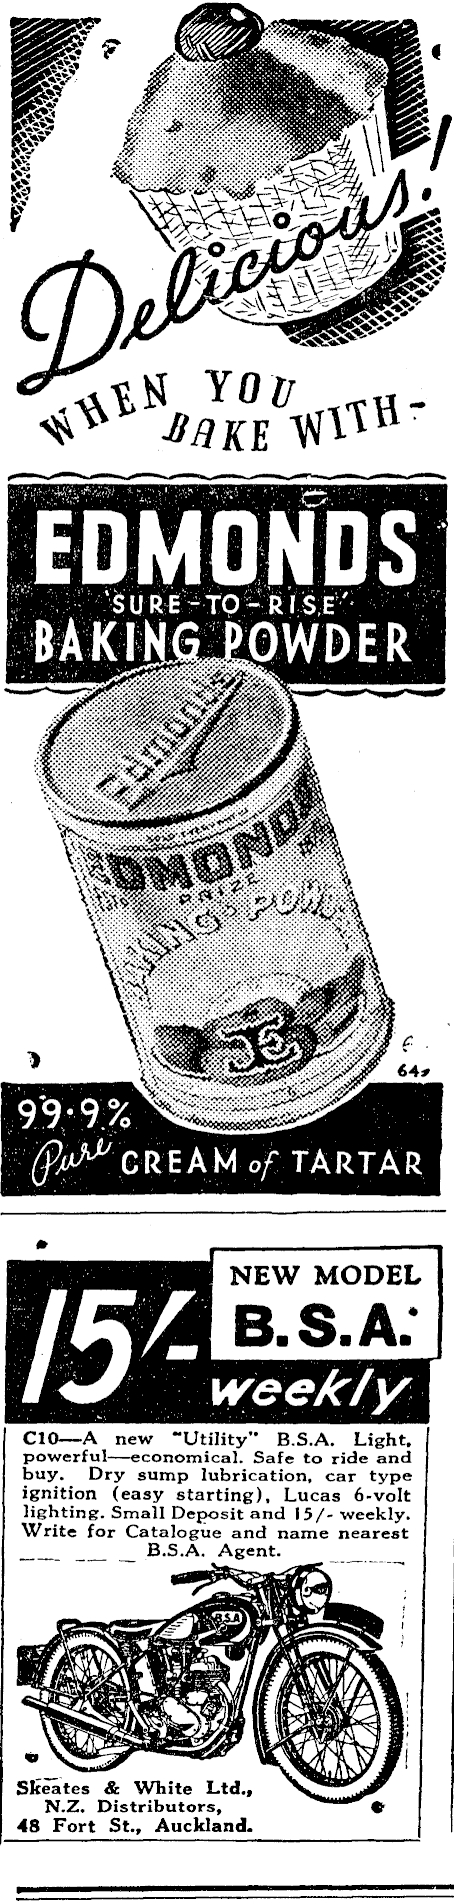 Delicious!
WHEN YOU
BAKE WITH-
EDMONDS
'SURE-TO-RISE'
BAKING POWDER
Edmonds
EDMONDS
PRIZE
BAKING POWD
E
64
99.9%
Pure CREAM of TARTAR
15/-
NEW MODEL
B.S.A.
weekly
C10—A new "Utility" B.S.A. Light,
powerful—economical. Safe to ride and
buy. Dry sump lubrication, car type
ignition (easy starting), Lucas 6-volt
lighting. Small Deposit and 15/- weekly.
Write for Catalogue and name nearest
B.S.A. Agent.
B.S.A
Skeates & White Ltd.,
N.Z. Distributors,
48 Fort St., Auckland.